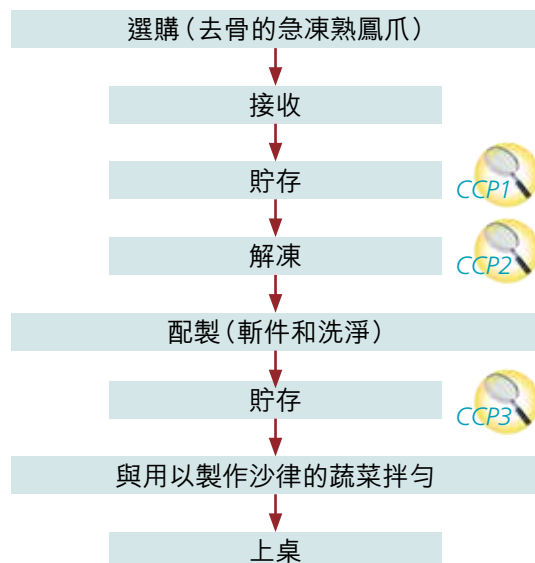 選購（去骨的急凍熟鳳爪）
接收
貯存
CCP1
解凍
CCP2
配製（斬件和洗淨）
貯存
CCP3
與用以製作沙律的蔬菜拌勻
上桌